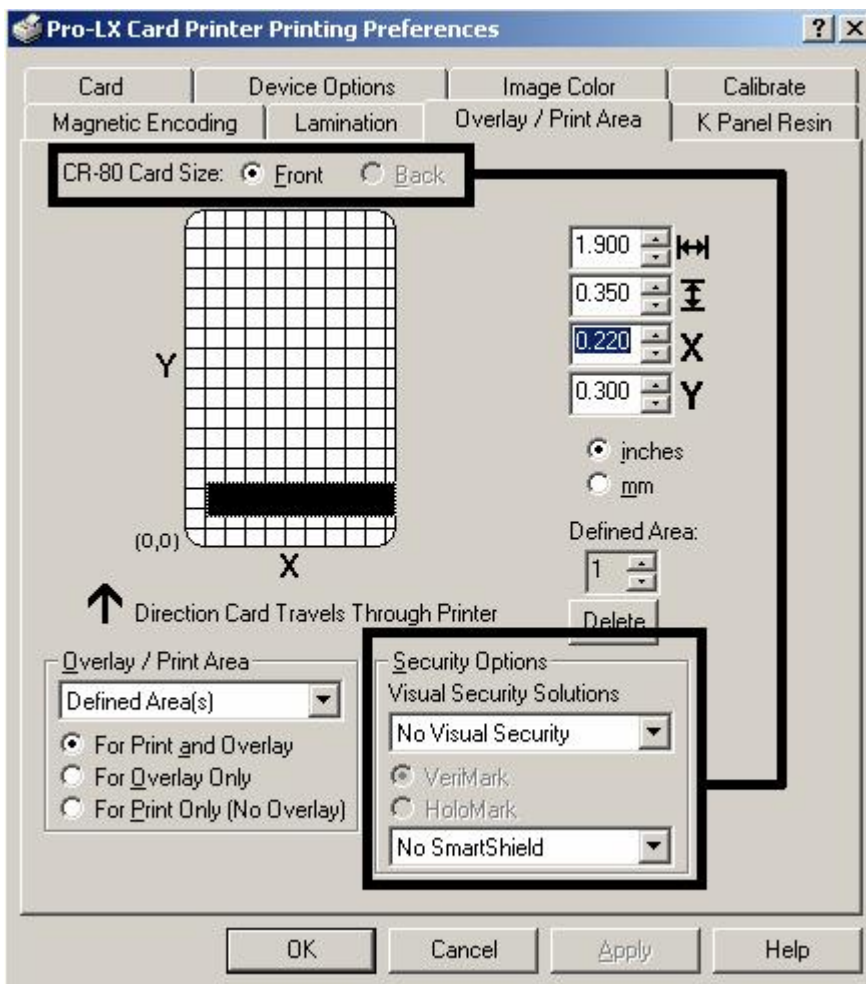 Pro-LX Card Printer Printing Preferences
Card Device Options Image Color Calibrate
Magnetic Encoding Lamination Overlay / Print Area K Panel Resin
CR-80 Card Size: Front Back
1.900
0.350
0.220 X
0.300 Y
Y
inches
mm
(0,0)
X
Defined Area:
1
Direction Card Travels Through Printer
Delete
Overlay / Print Area
Defined Area(s)
For Print and Overlay
For Overlay Only
For Print Only (No Overlay)
Security Options
Visual Security Solutions
No Visual Security
VeriMark
HoloMark
No SmartShield
OK Cancel Apply Help